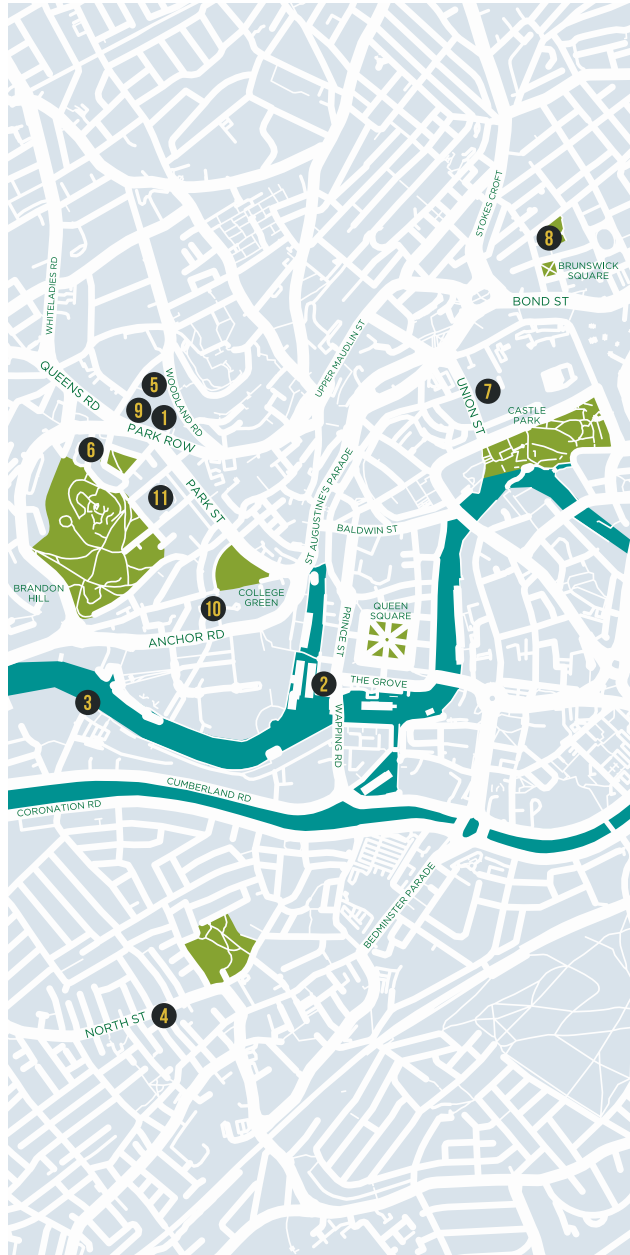 STOKES CROFT
8
BRUNSWICK
SQUARE
BOND ST
WHITELADIES RD
UPPER MAUDLIN ST
QUEENS RD
5
WOODLAND RD
9
1
PARK ROW
7
UNION ST
CASTLE
PARK
6
11
PARK ST
ST AUGUSTINE'S PARADE
BALDWIN ST
BRANDON
HILL
COLLEGE
GREEN
10
ANCHOR RD
PRINCE ST
QUEEN
SQUARE
2
THE GROVE
3
WAPPING RD
CUMBERLAND RD
CORONATION RD
BEDMINSTER PARADE
NORTH ST
4